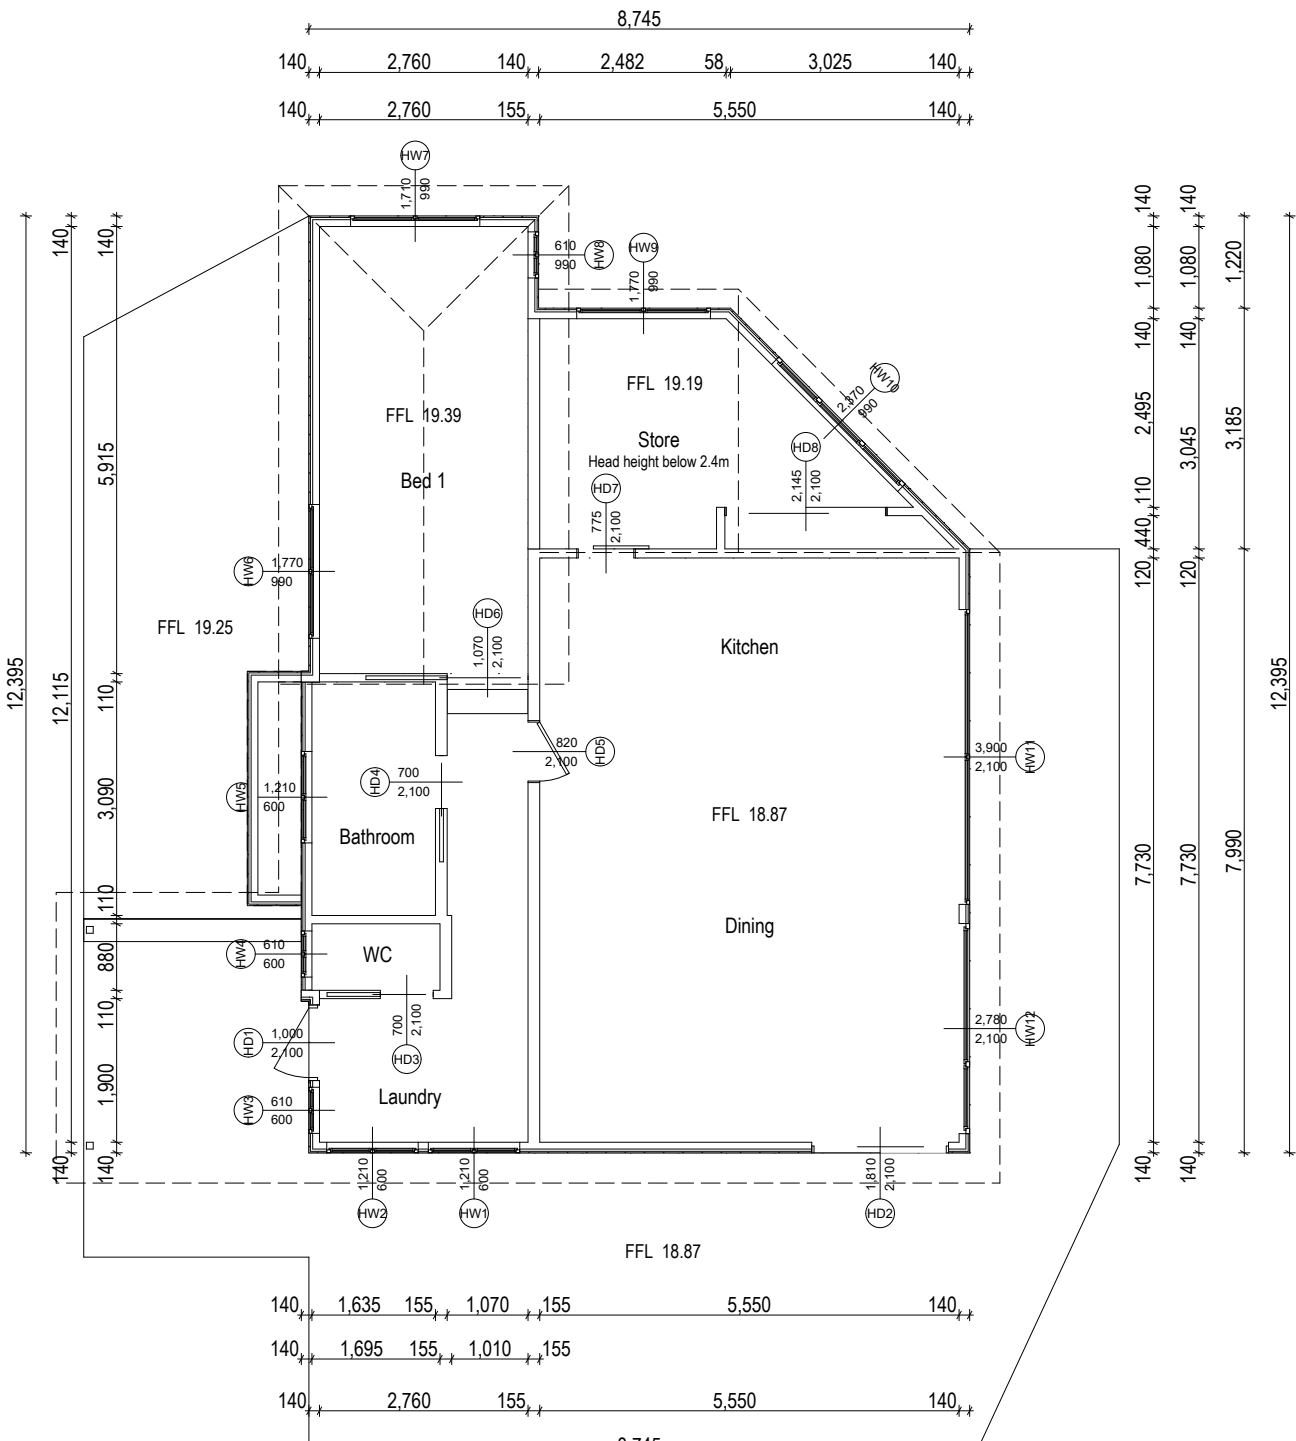 8,745
140 2,760 140 2,482 58 3,025 140
140 2,760 155 5,550 140
HW7
1,710
990
HW8
610
990
HW9
1,770
990
HW10
2,370
990
FFL 19.39
FFL 19.19
Store
Head height below 2.4m
Bed 1
HD8
2,145
2,100
HD7
775
2,100
HW6
1,770
990
FFL 19.25
HD6
1,070
2,100
Kitchen
HD5
820
2,100
HD4
700
2,100
HW5
1,210
600
HW11
3,900
2,100
Bathroom
FFL 18.87
Dining
WC
HW4
610
600
HD1
1,000
2,100
HD3
700
2,100
HW12
2,780
2,100
Laundry
HW3
610
600
HW2
1,210
600
HW1
1,210
600
HD2
1,810
2,100
FFL 18.87
12,395
140
12,115
140
140
5,915
110
3,090
110
880
110
1,900
140
140
1,080
140
2,495
110
440
120
7,730
140
140
1,080
140
3,045
120
7,730
140
1,220
3,185
7,990
12,395
140 1,635 155 1,070 155 5,550 140
140 1,695 155 1,010 155
140 2,760 155 5,550 140
8,745